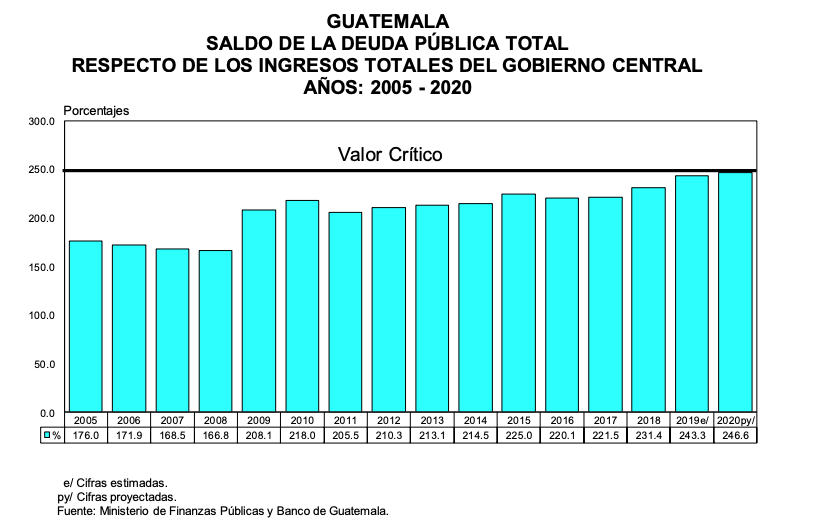 GUATEMALA
SALDO DE LA DEUDA PÚBLICA TOTAL
RESPECTO DE LOS INGRESOS TOTALES DEL GOBIERNO CENTRAL
AÑOS: 2005 - 2020
Porcentajes
300.0
Valor Crítico
250.0
200.0
150.0
100.0
50.0
0.0
2005 2006 2007 2008 2009 2010 2011 2012 2013 2014 2015 2016 2017 2018 2019e/ 2020py/
% 176.0 171.9 168.5 166.8 208.1 218.0 205.5 210.3 213.1 214.5 225.0 220.1 221.5 231.4 243.3 246.6
e/ Cifras estimadas.
py/ Cifras proyectadas.
Fuente: Ministerio de Finanzas Públicas y Banco de Guatemala.